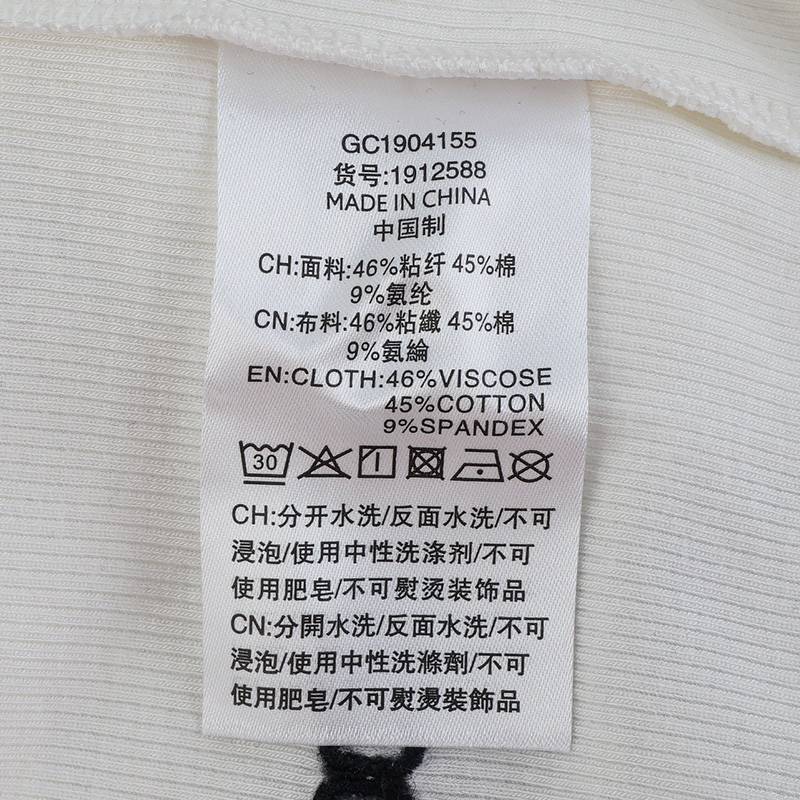 GC1904155
货号:1912588
MADE IN CHINA
中国制
CH:面料:46%粘纤 45%棉
9%氨纶
CN:布料:46%粘纖 45%棉
9%氨綸
EN:CLOTH:46%VISCOSE
45%COTTON
9%SPANDEX
30
CH:分开水洗/反面水洗/不可
浸泡/使用中性洗涤剂/不可
使用肥皂/不可熨烫装饰品
CN:分開水洗/反面水洗/不可
浸泡/使用中性洗滌劑/不可
使用肥皂/不可熨燙裝飾品